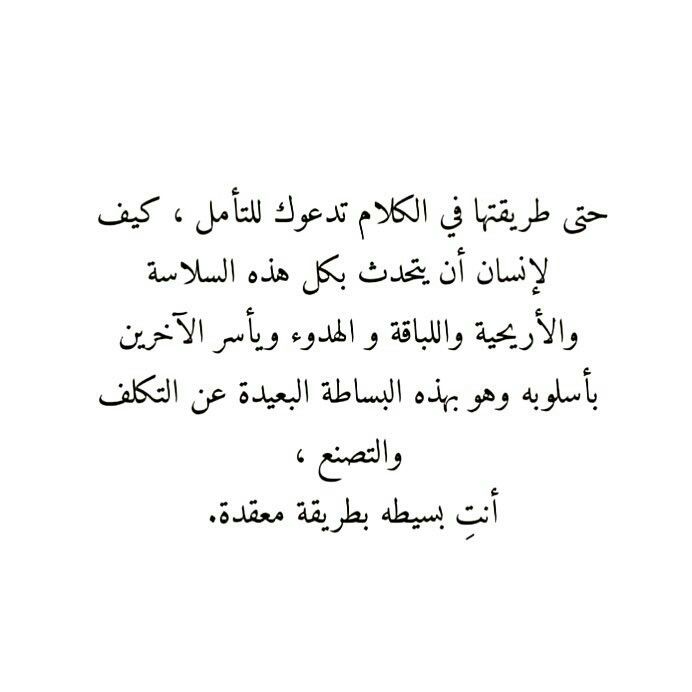 حتى طريقتها في الكلام تدعوك للتأمل ، كيف
لإنسان أن يتحدث بكل هذه السلاسة
والأريحية واللباقة و الهدوء ويأسر الآخرين
بأسلوبه وهو بهذه البساطة البعيدة عن التكلف
والتصنع ،
أنتِ بسيطه بطريقة معقدة.